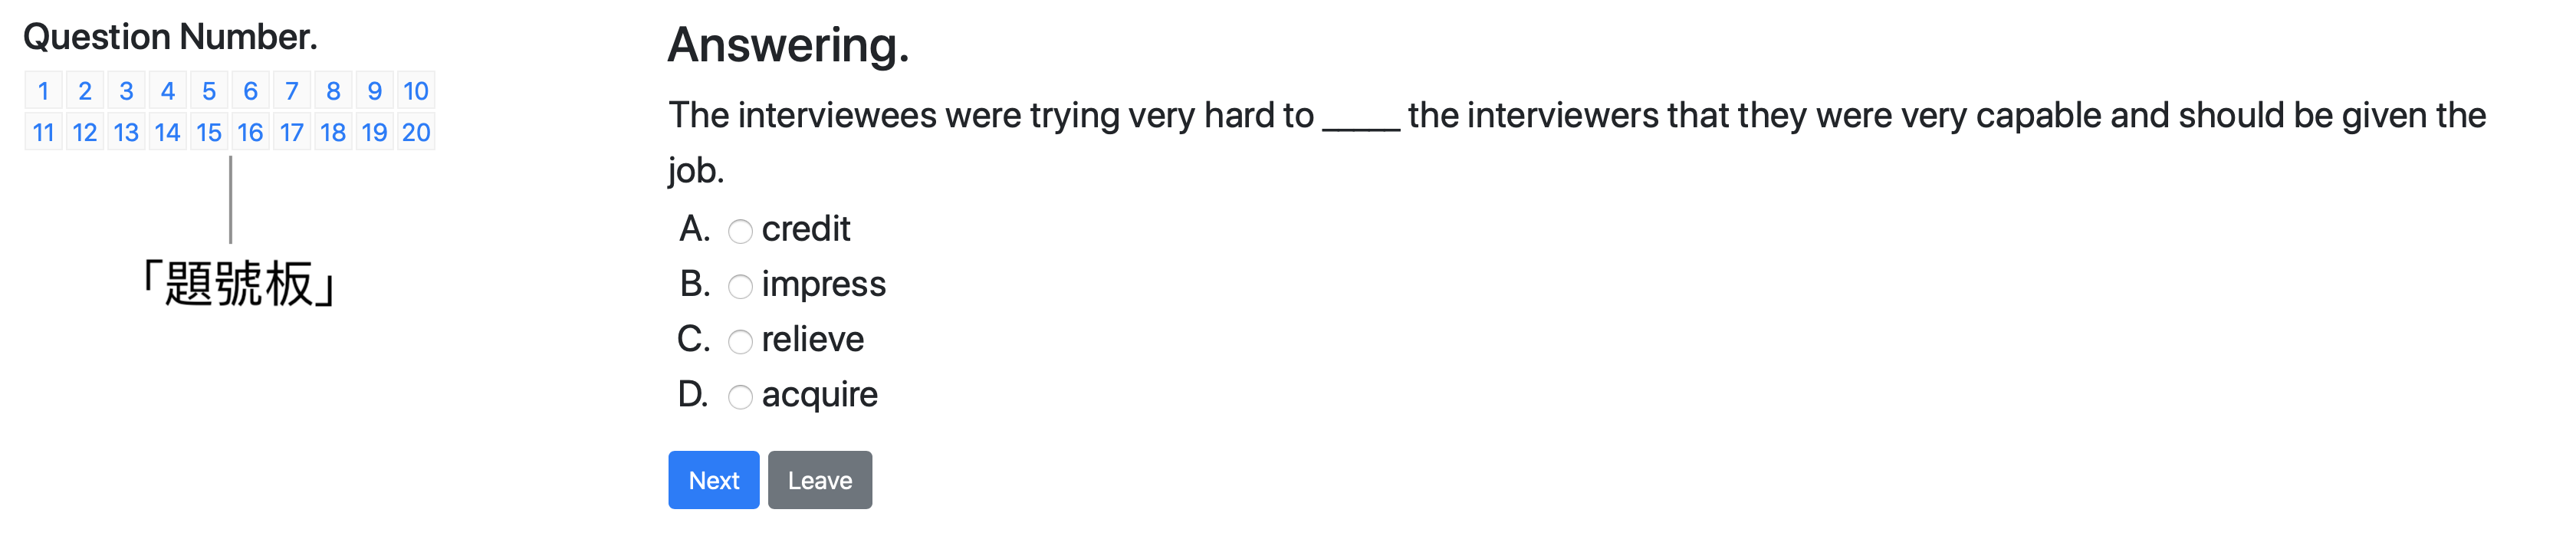 Question Number.
1 2 3 4 5 6 7 8 9 10
11 12 13 14 15 16 17 18 19 20
「題號板」
Answering.
The interviewees were trying very hard to _____ the interviewers that they were very capable and should be given the
job.
A. credit
B. impress
C. relieve
D. acquire
Next Leave